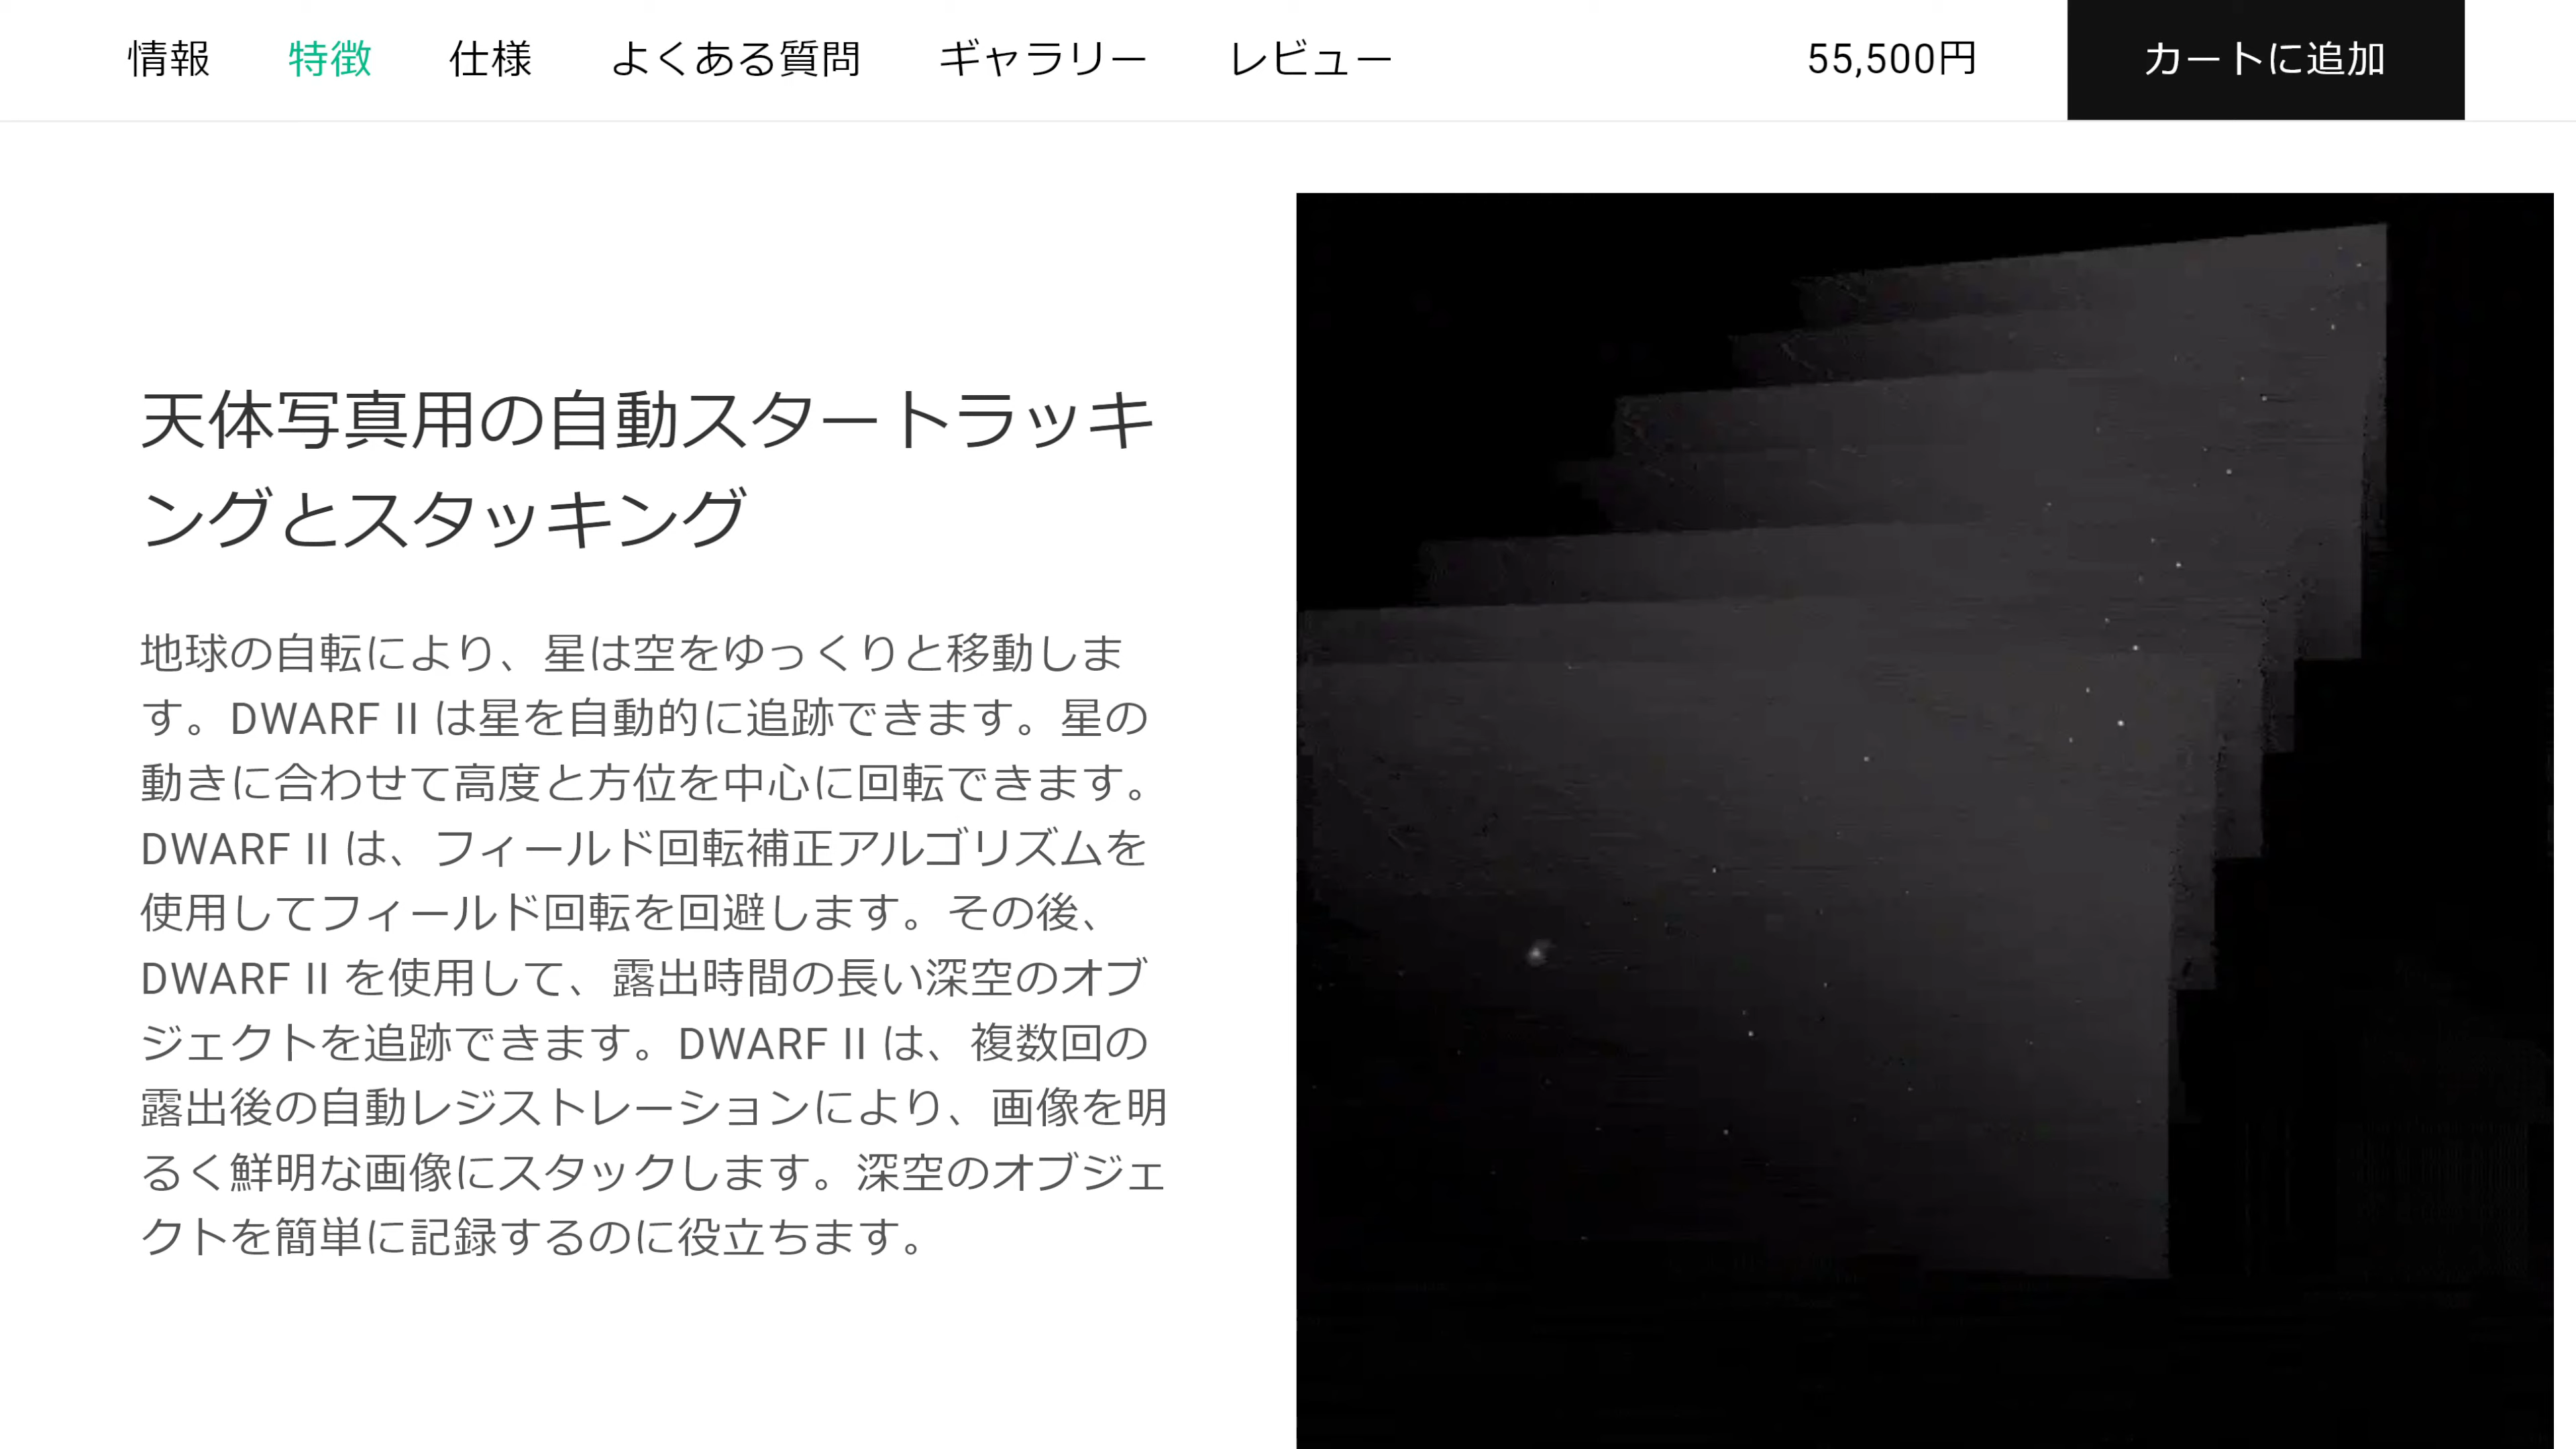 情報 特徴 仕様 よくある質問 ギャラリー レビュー 55,500円 カートに追加
天体写真用の自動スタートラッキ
ングとスタッキング
地球の自転により、星は空をゆっくりと移動しま
す。DWARF II は星を自動的に追跡できます。星の
動きに合わせて高度と方位を中心に回転できます。
DWARF II は、フィールド回転補正アルゴリズムを
使用してフィールド回転を回避します。その後、
DWARF II を使用して、露出時間の長い深空のオブ
ジェクトを追跡できます。DWARF II は、複数回の
露出後の自動レジストレーションにより、画像を明
るく鮮明な画像にスタックします。深空のオブジェ
クトを簡単に記録するのに役立ちます。